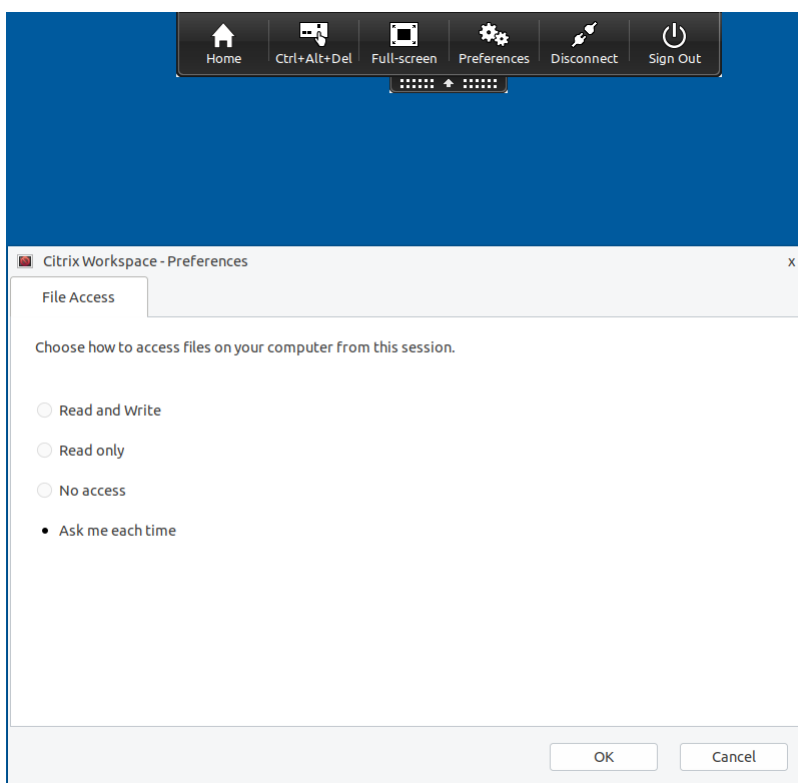 Home Ctrl+Alt+Del Full-screen Preferences Disconnect Sign Out
Citrix Workspace - Preferences x
File Access
Choose how to access files on your computer from this session.
Read and Write
Read only
No access
Ask me each time
OK Cancel